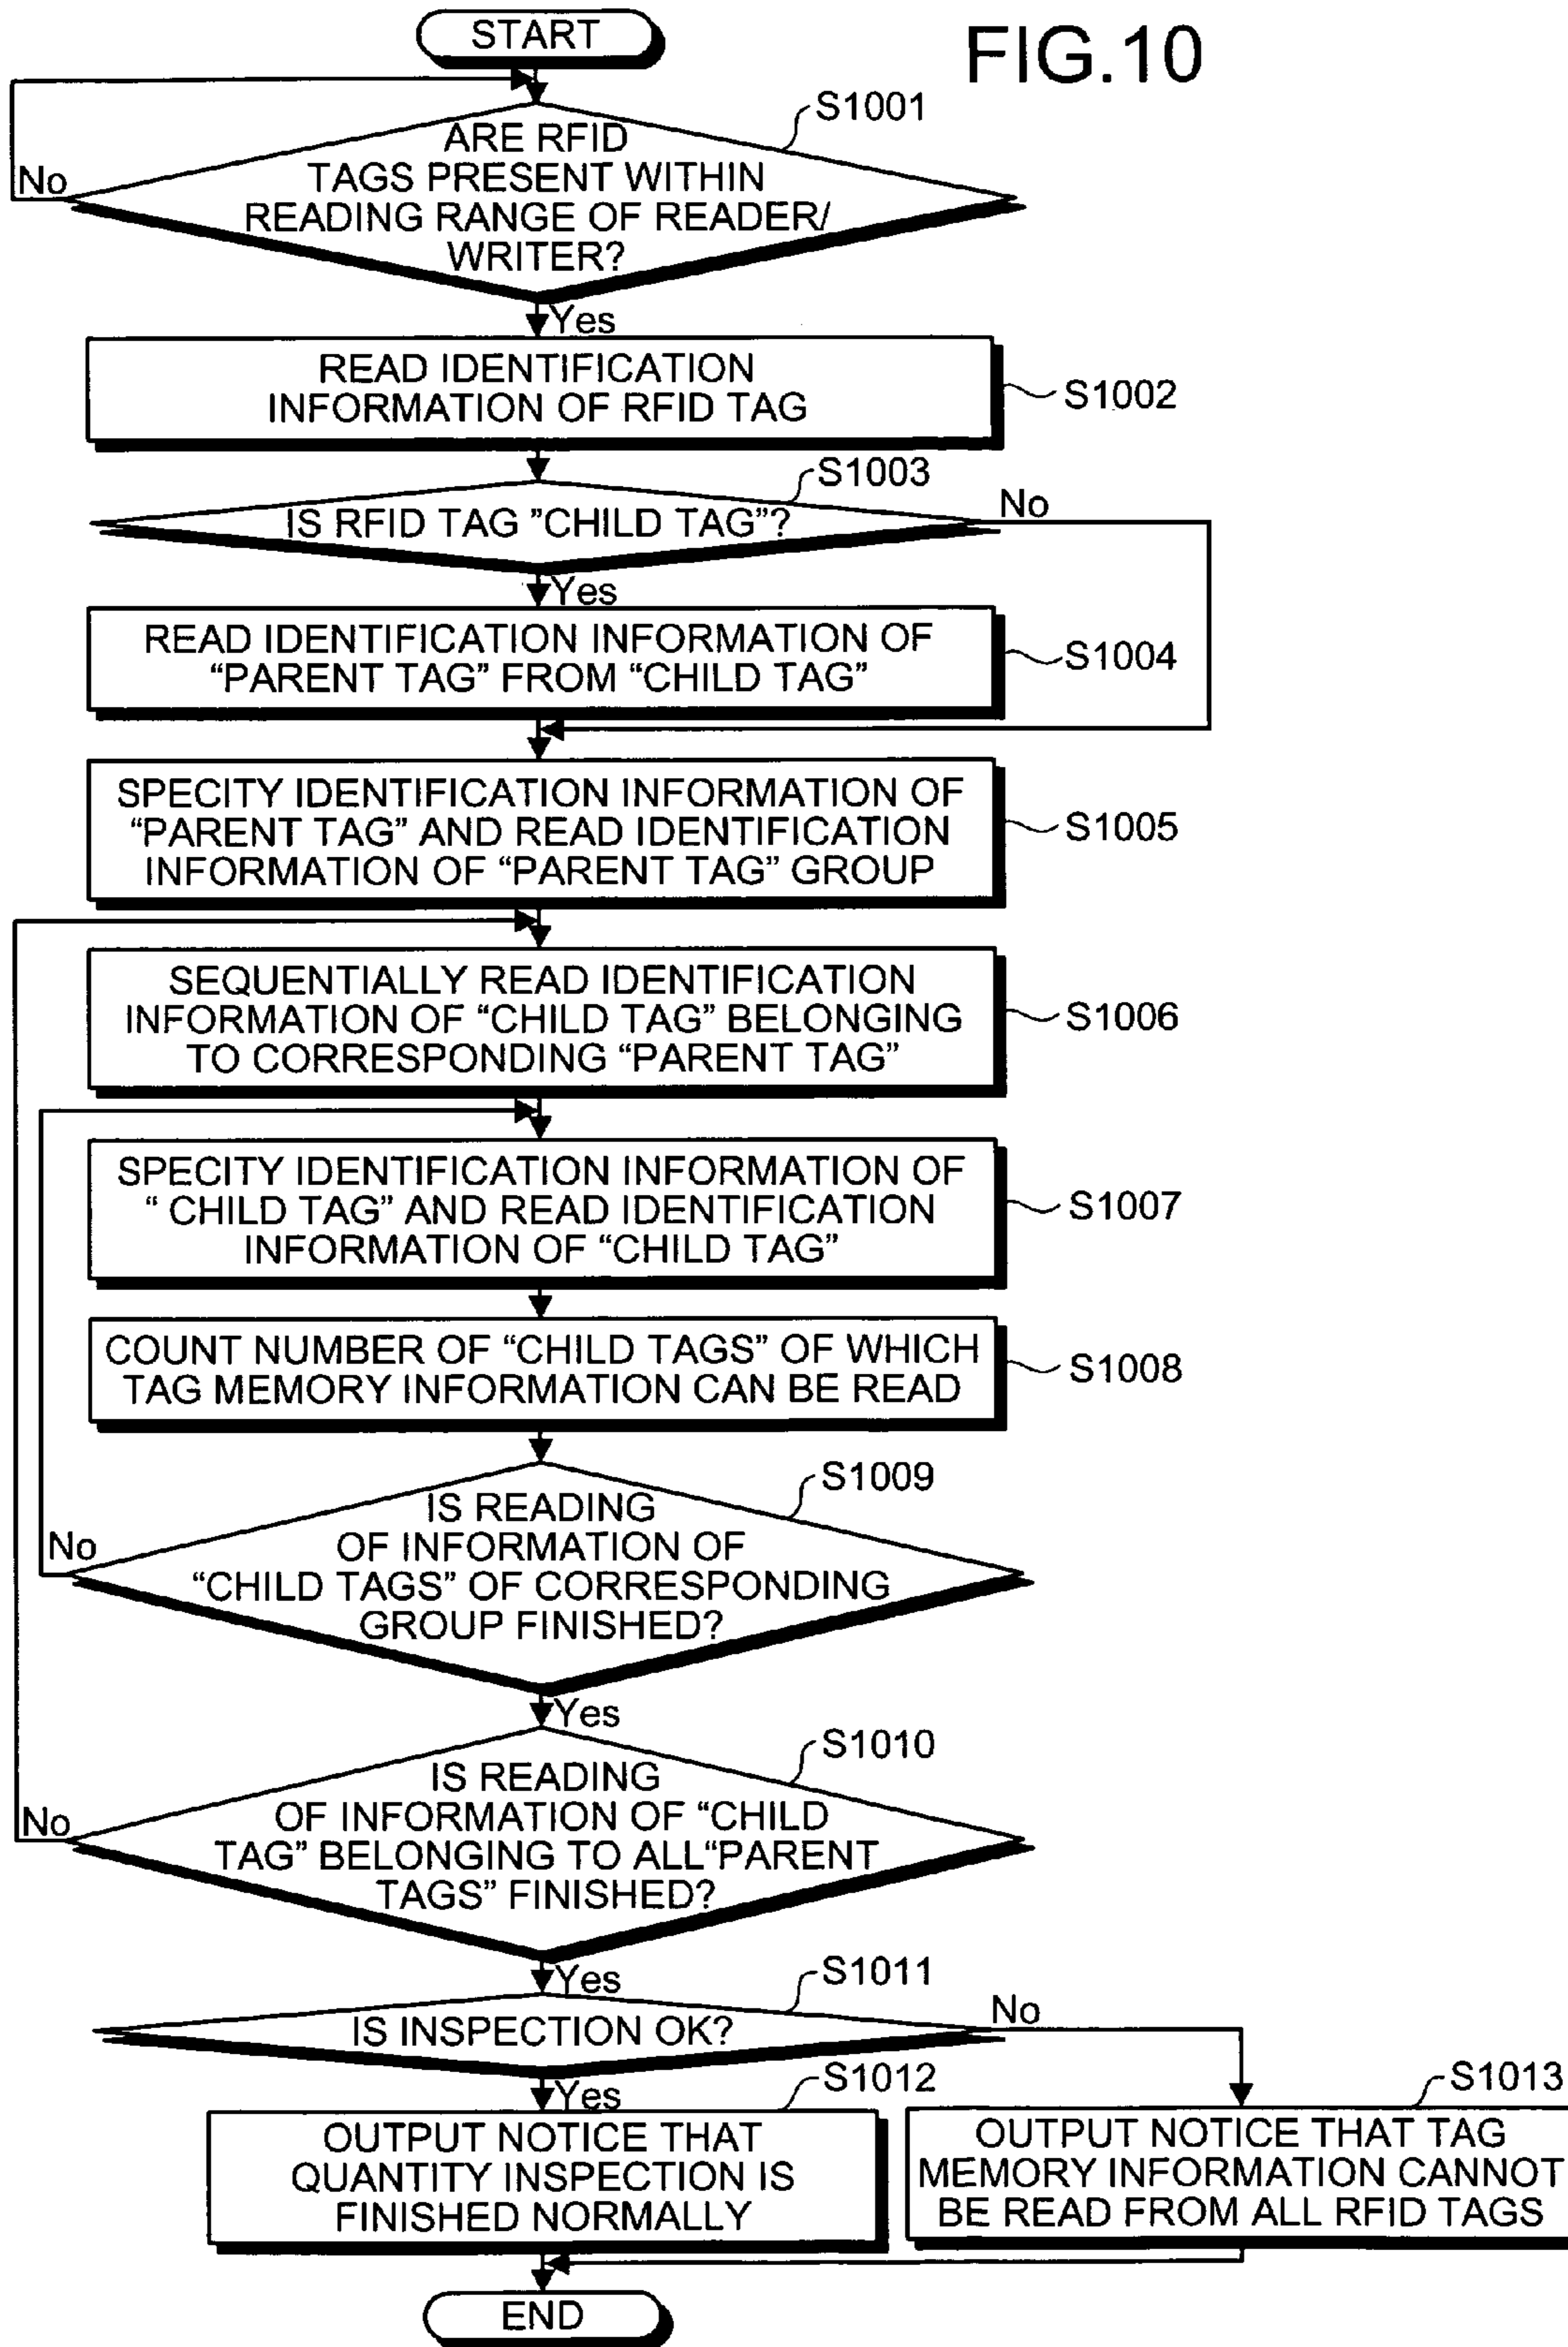 START
FIG.10
S1001
ARE RFID
TAGS PRESENT WITHIN
READING RANGE OF READER/
WRITER?
No
Yes
READ IDENTIFICATION
INFORMATION OF RFID TAG
S1002
S1003
IS RFID TAG ”CHILD TAG”?
No
Yes
READ IDENTIFICATION INFORMATION OF
“PARENT TAG” FROM “CHILD TAG”
S1004
SPECITY IDENTIFICATION INFORMATION OF
“PARENT TAG” AND READ IDENTIFICATION
INFORMATION OF “PARENT TAG” GROUP
S1005
SEQUENTIALLY READ IDENTIFICATION
INFORMATION OF “CHILD TAG” BELONGING
TO CORRESPONDING “PARENT TAG”
S1006
SPECITY IDENTIFICATION INFORMATION OF
“ CHILD TAG” AND READ IDENTIFICATION
INFORMATION OF “CHILD TAG”
S1007
COUNT NUMBER OF “CHILD TAGS” OF WHICH
TAG MEMORY INFORMATION CAN BE READ
S1008
S1009
IS READING
OF INFORMATION OF
“CHILD TAGS” OF CORRESPONDING
GROUP FINISHED?
No
Yes
S1010
IS READING
OF INFORMATION OF “CHILD
TAG” BELONGING TO ALL“PARENT
TAGS” FINISHED?
No
Yes
S1011
IS INSPECTION OK?
No
Yes
S1012
OUTPUT NOTICE THAT
QUANTITY INSPECTION IS
FINISHED NORMALLY
S1013
OUTPUT NOTICE THAT TAG
MEMORY INFORMATION CANNOT
BE READ FROM ALL RFID TAGS
END